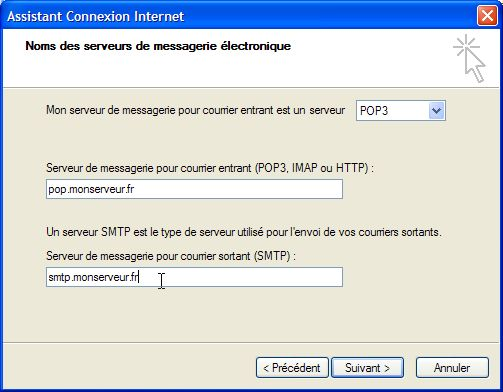 Assistant Connexion Internet
Noms des serveurs de messagerie électronique
Mon serveur de messagerie pour courrier entrant est un serveur POP3
Serveur de messagerie pour courrier entrant (POP3, IMAP ou HTTP) :
pop.monserveur.fr
Un serveur SMTP est le type de serveur utilisé pour l'envoi de vos courriers sortants.
Serveur de messagerie pour courrier sortant (SMTP) :
smtp.monserveur.fr
< Précédent Suivant > Annuler